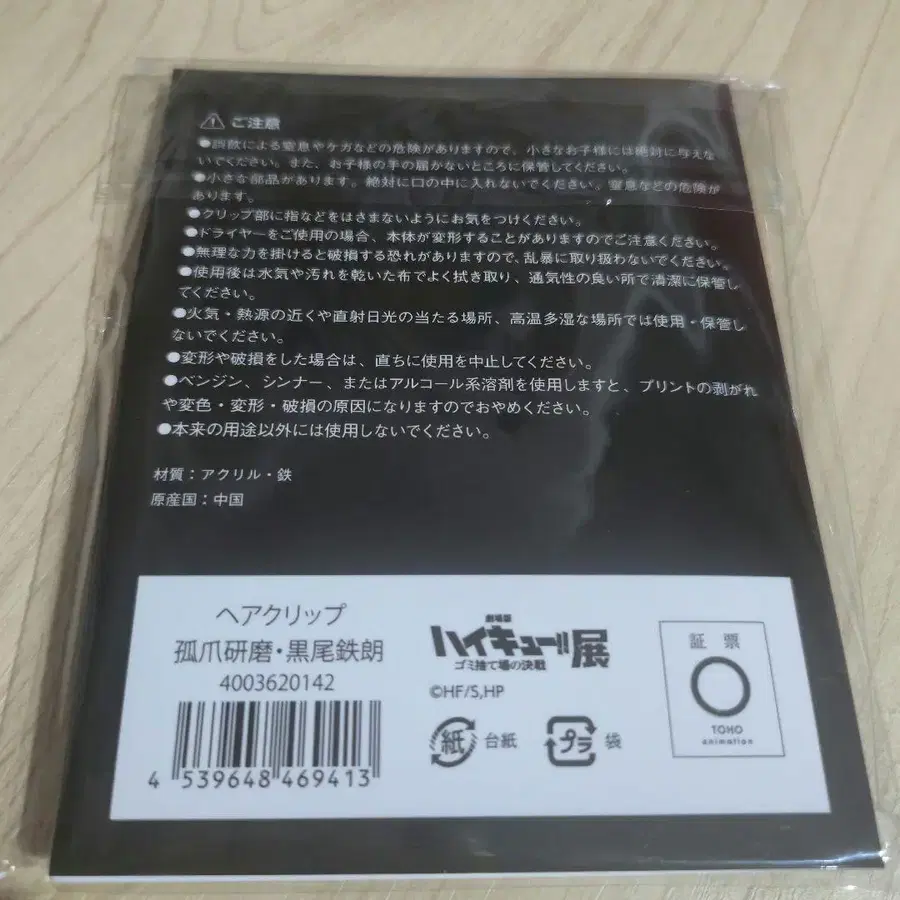 ご注意
●誤飲による窒息やケガなどの危険がありますので、小さなお子様には絶対に与えな
いでください。また、お子様の手の届かないところに保管してください。
●小さな部品があります。絶対に口の中に入れないでください。窒息などの危険が
あります。
●クリップ部に指などをはさまないようにお気をつけください。
●ドライヤーをご使用の場合、本体が変形することがありますのでご注意ください。
●無理な力を掛けると破損する恐れがありますので、乱暴に取り扱わないでください。
●使用後は水気や汚れを乾いた布でよく拭き取り、通気性の良い所で清潔に保管し
てください。
●火気・熱源の近くや直射日光の当たる場所、高温多湿な場所では使用・保管し
ないでください。
●変形や破損をした場合は、直ちに使用を中止してください。
●ベンジン、シンナー、またはアルコール系溶剤を使用しますと、プリントの剥がれ
や変色・変形・破損の原因になりますのでおやめください。
●本来の用途以外には使用しないでください。
材質：アクリル・鉄
原産国：中国
ヘアクリップ
孤爪研磨・黒尾鉄朗
4003620142
4 539648 469413
劇場版
ハイキュー!!展
ゴミ捨て場の決戦
©HF/S,HP
紙 台紙 プラ 袋
証票
TOHO
animation